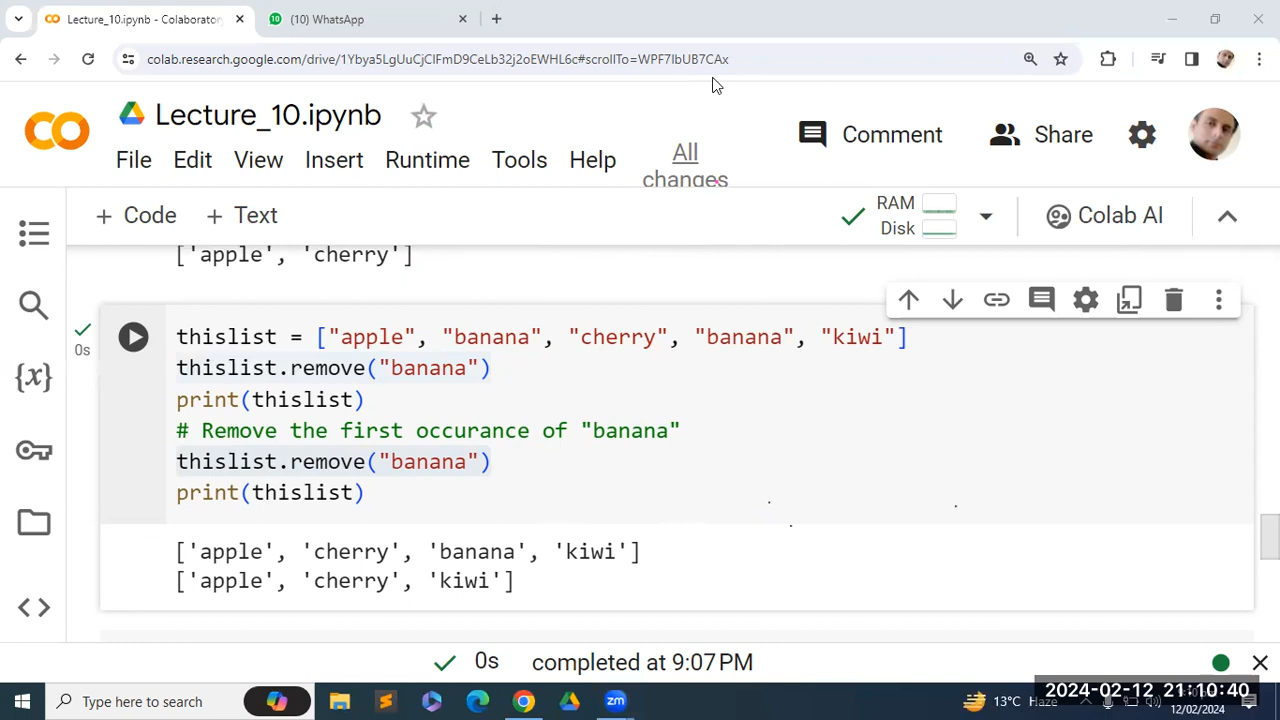 Lecture_10.ipynb - Colaborator
(10) WhatsApp
colab.research.google.com/drive/1Ybya5LgUuCjCIFmD9CeLb32j2oEWHL6c#scrollTo=WPF7IbUB7CAx
Lecture_10.ipynb
Comment
Share
File Edit View Insert Runtime Tools Help
All
changes
+ Code + Text
RAM
Disk
Colab AI
['apple', 'cherry']
0s
thislist = ["apple", "banana", "cherry", "banana", "kiwi"]
thislist.remove("banana")
print(thislist)
# Remove the first occurance of "banana"
thislist.remove("banana")
print(thislist)
['apple', 'cherry', 'banana', 'kiwi']
['apple', 'cherry', 'kiwi']
0s completed at 9:07 PM
Type here to search
13°C Haze
2024-02-12 21:10:40
12/02/2024